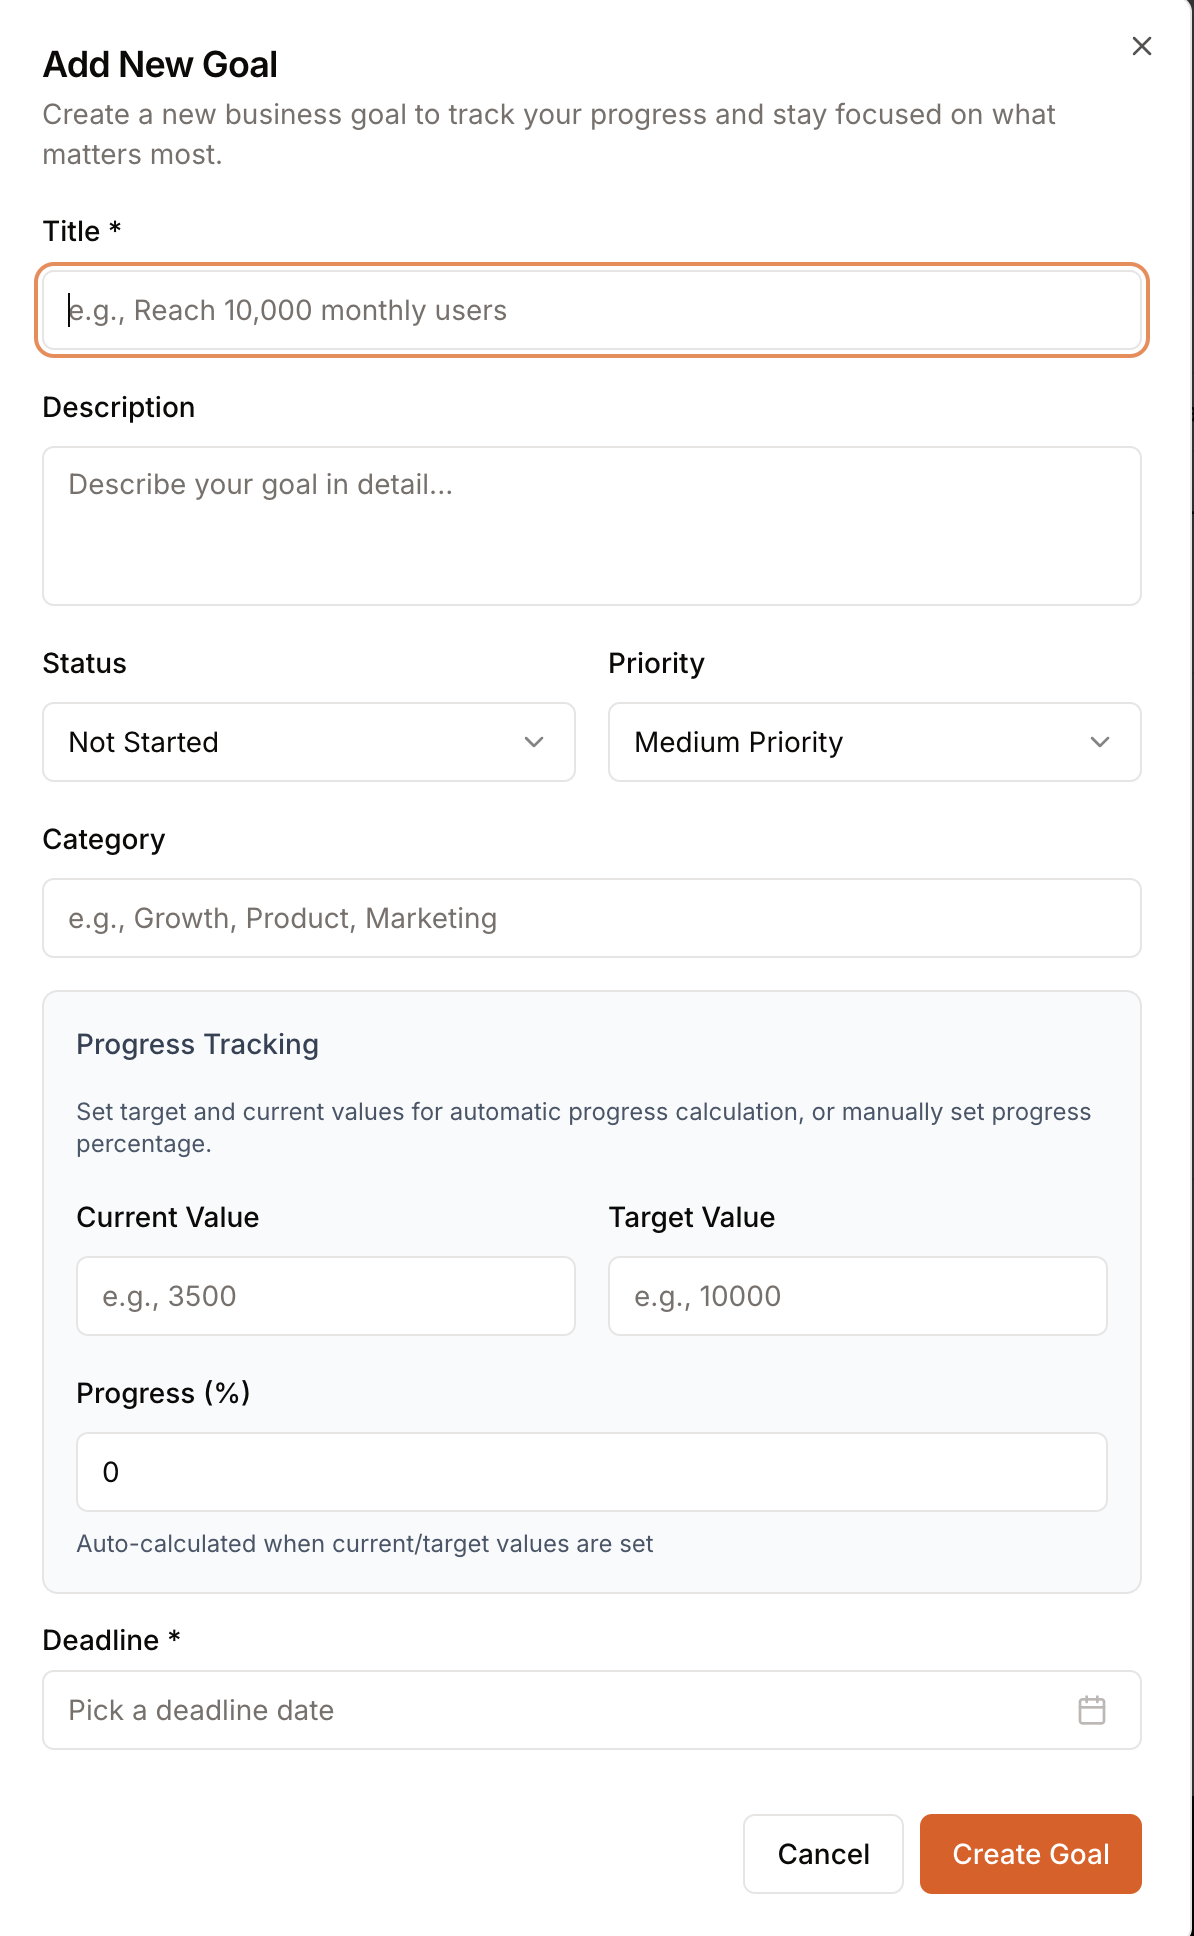 Add New Goal
Create a new business goal to track your progress and stay focused on what
matters most.
Title *
e.g., Reach 10,000 monthly users
Description
Describe your goal in detail...
Status
Priority
Not Started
Medium Priority
Category
e.g., Growth, Product, Marketing
Progress Tracking
Set target and current values for automatic progress calculation, or manually set progress
percentage.
Current Value
Target Value
e.g., 3500
e.g., 10000
Progress (%)
0
Auto-calculated when current/target values are set
Deadline *
Pick a deadline date
Cancel
Create Goal